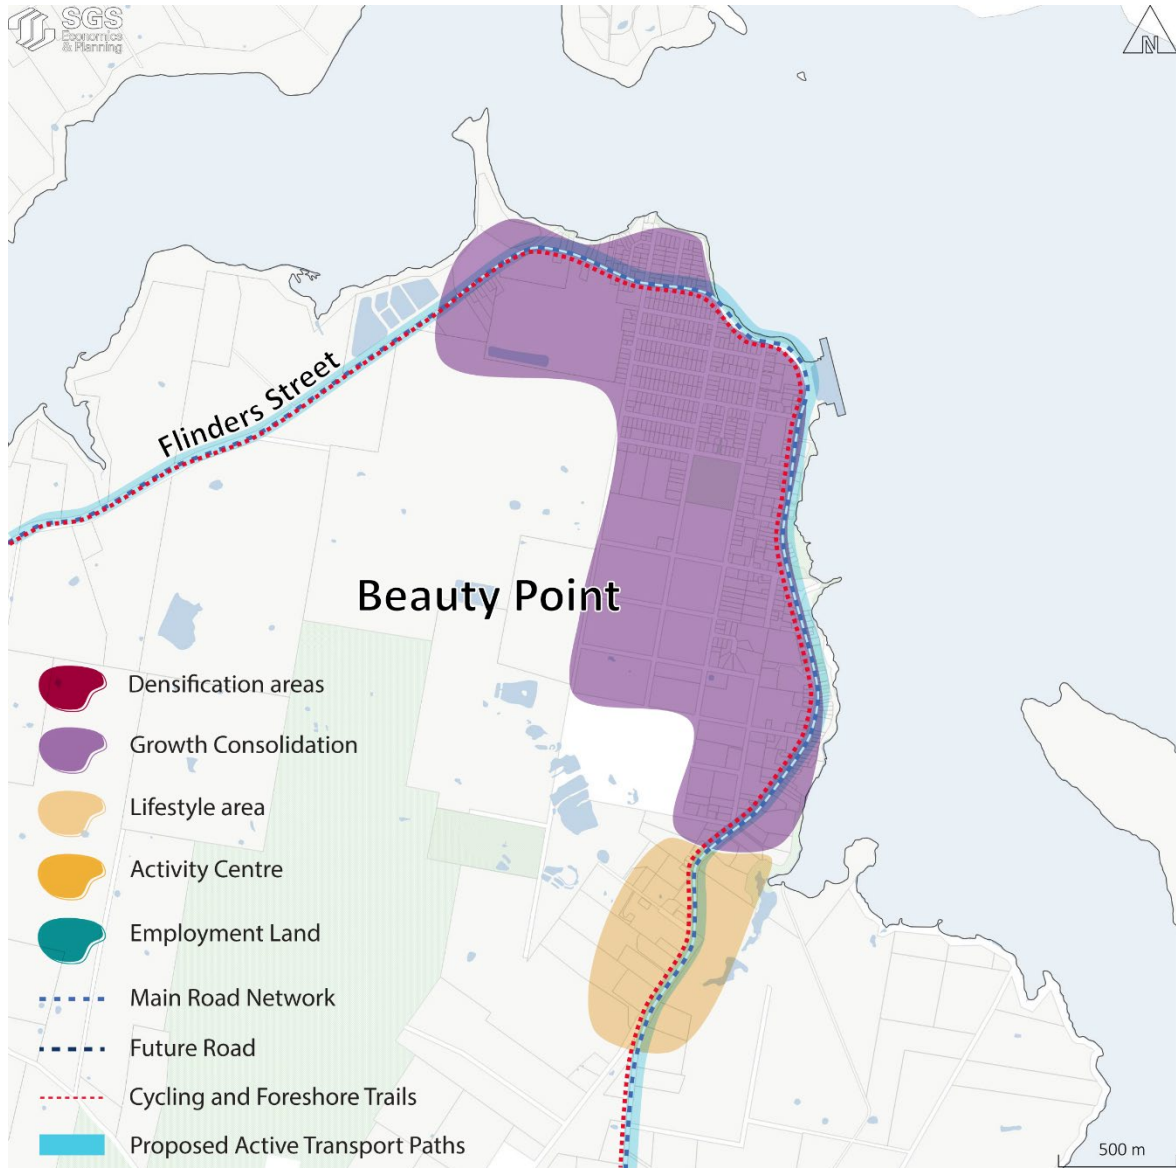 SGS
Economics
& Planning
N
Flinders Street
Beauty Point
Densification areas
Growth Consolidation
Lifestyle area
Activity Centre
Employment Land
Main Road Network
Future Road
Cycling and Foreshore Trails
Proposed Active Transport Paths
500 m